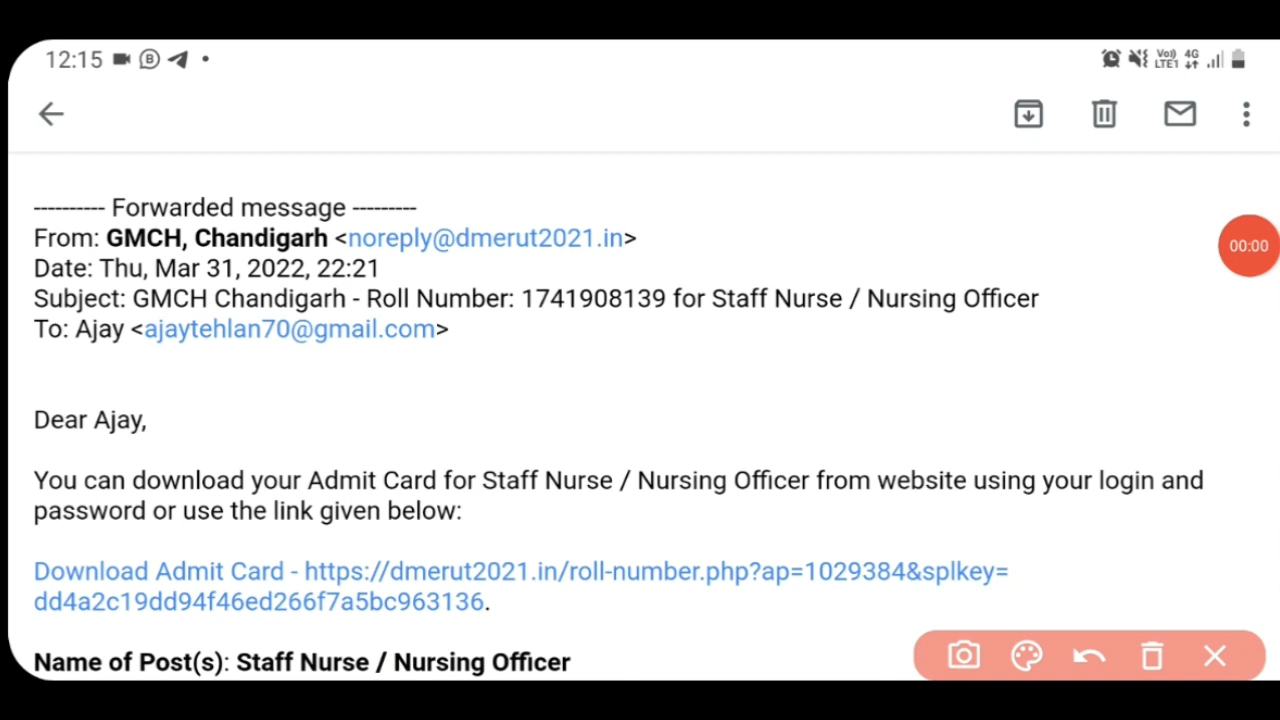 12:15
Vo)) 4G
LTE1
---------- Forwarded message ---------
From: GMCH, Chandigarh <noreply@dmerut2021.in>
00:00
Date: Thu, Mar 31, 2022, 22:21
Subject: GMCH Chandigarh - Roll Number: 1741908139 for Staff Nurse / Nursing Officer
To: Ajay <ajaytehlan70@gmail.com>
Dear Ajay,
You can download your Admit Card for Staff Nurse / Nursing Officer from website using your login and
password or use the link given below:
Download Admit Card - https://dmerut2021.in/roll-number.php?ap=1029384&splkey=
dd4a2c19dd94f46ed266f7a5bc963136.
Name of Post(s): Staff Nurse / Nursing Officer